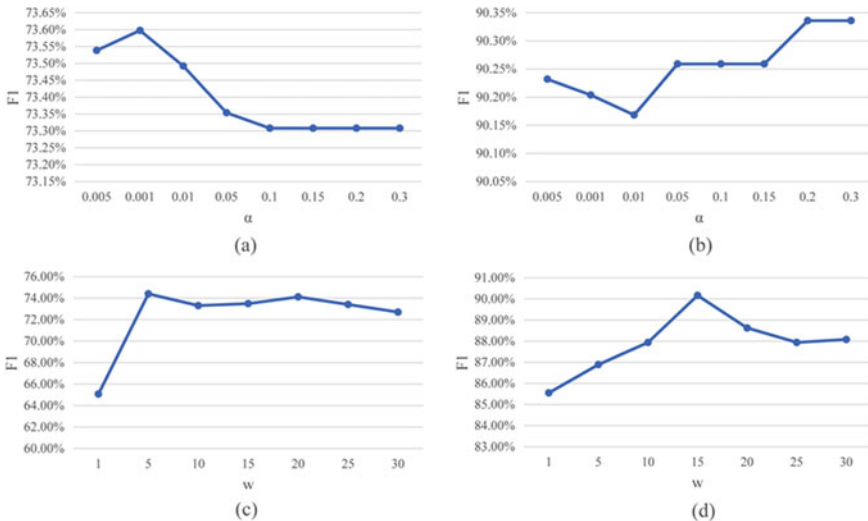 73.65%
73.60%
73.55%
73.50%
73.45%
73.40%
73.35%
73.30%
73.25%
73.20%
73.15%
F1
0.005 0.001 0.01 0.05 0.1 0.15 0.2 0.3
α
(a)
90.35%
90.30%
90.25%
90.20%
90.15%
90.10%
90.05%
F1
0.005 0.001 0.01 0.05 0.1 0.15 0.2 0.3
α
(b)
76.00%
74.00%
72.00%
70.00%
68.00%
66.00%
64.00%
62.00%
60.00%
F1
1 5 10 15 20 25 30
w
(c)
91.00%
90.00%
89.00%
88.00%
87.00%
86.00%
85.00%
84.00%
83.00%
F1
1 5 10 15 20 25 30
w
(d)